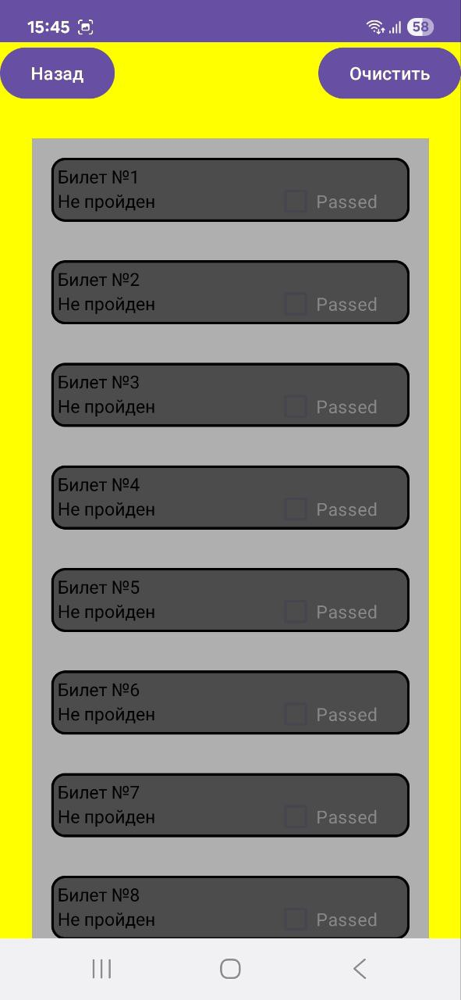 15:45 58
Назад Очистить
Билет №1
Не пройден Passed
Билет №2
Не пройден Passed
Билет №3
Не пройден Passed
Билет №4
Не пройден Passed
Билет №5
Не пройден Passed
Билет №6
Не пройден Passed
Билет №7
Не пройден Passed
Билет №8
Не пройден Passed